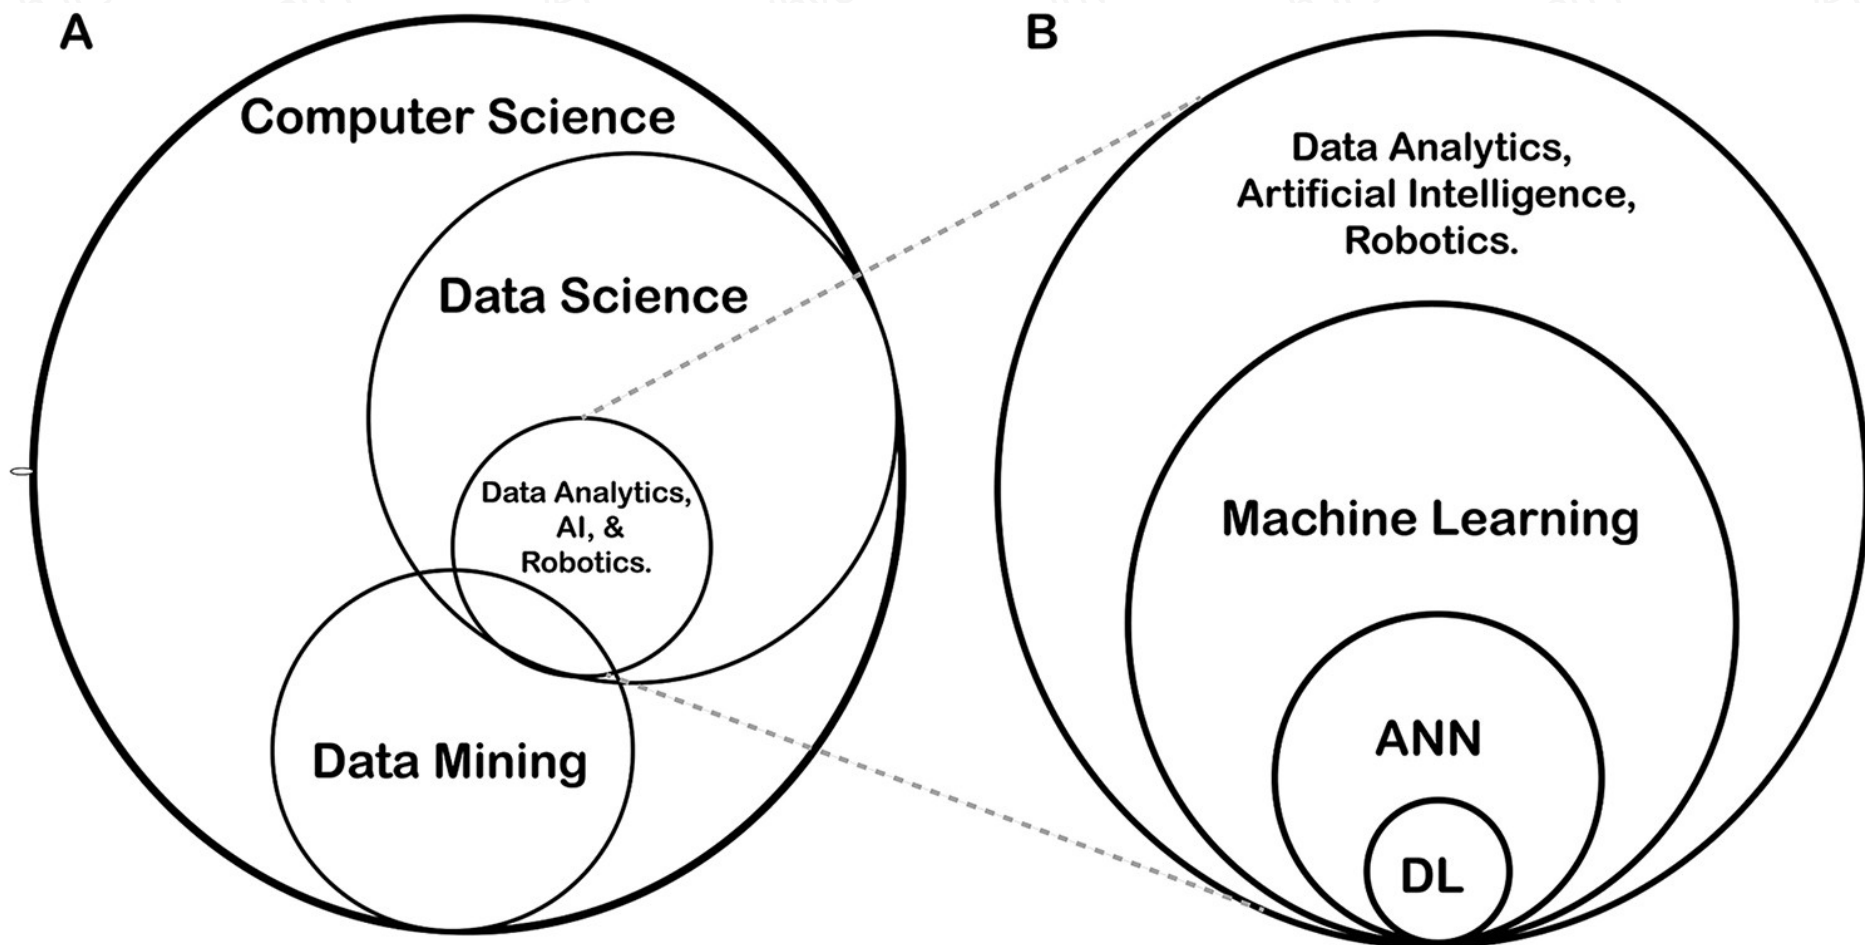 A
Computer Science
Data Science
Data Analytics,
AI, &
Robotics.
Data Mining
B
Data Analytics,
Artificial Intelligence,
Robotics.
Machine Learning
ANN
DL